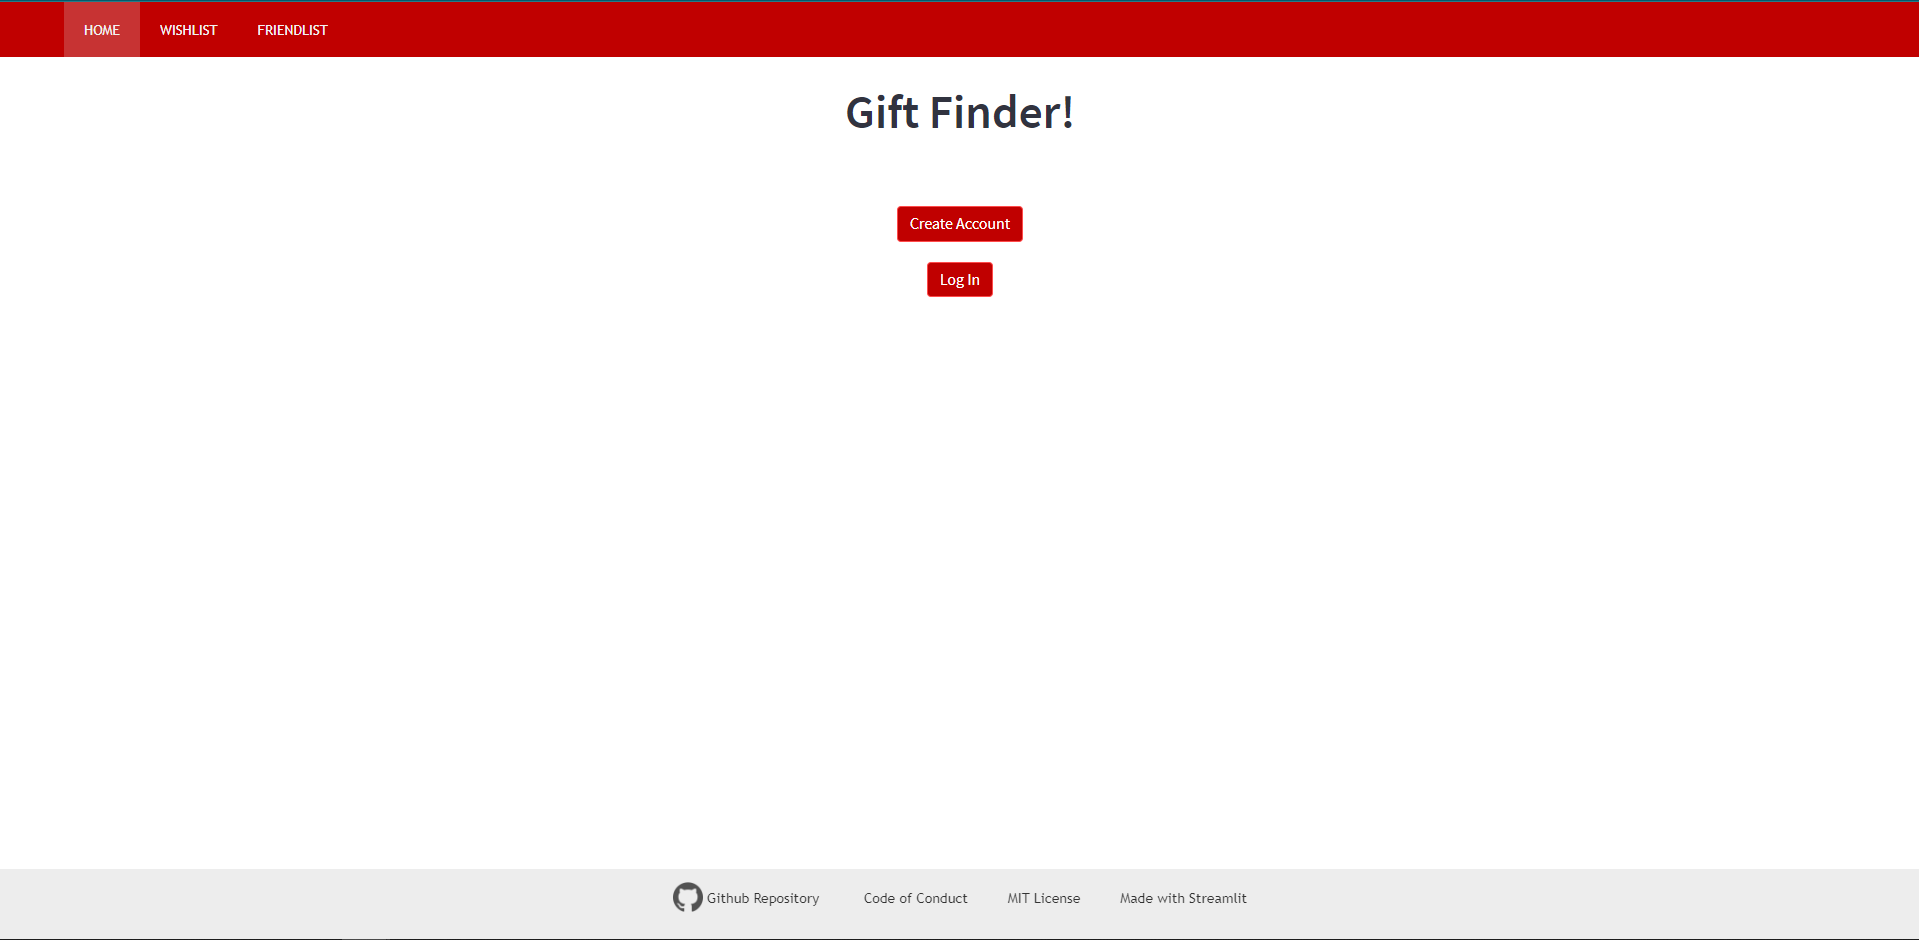 HOME WISHLIST FRIENDLIST
Gift Finder!
Create Account
Log In
Github Repository Code of Conduct MIT License Made with Streamlit